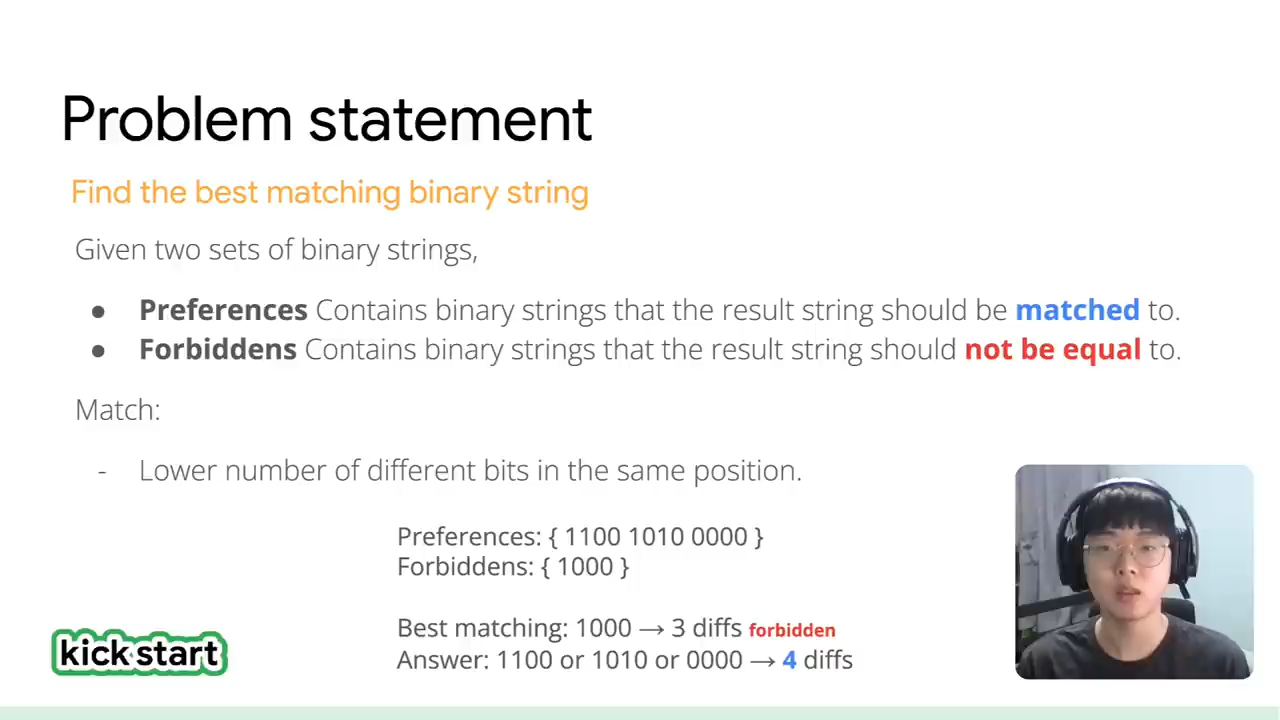 Problem statement
Find the best matching binary string
Given two sets of binary strings,
● Preferences Contains binary strings that the result string should be matched to.
● Forbiddens Contains binary strings that the result string should not be equal to.
Match:
- Lower number of different bits in the same position.
Preferences: { 1100 1010 0000 }
Forbiddens: { 1000 }
Best matching: 1000 → 3 diffs forbidden
Answer: 1100 or 1010 or 0000 → 4 diffs
kick start